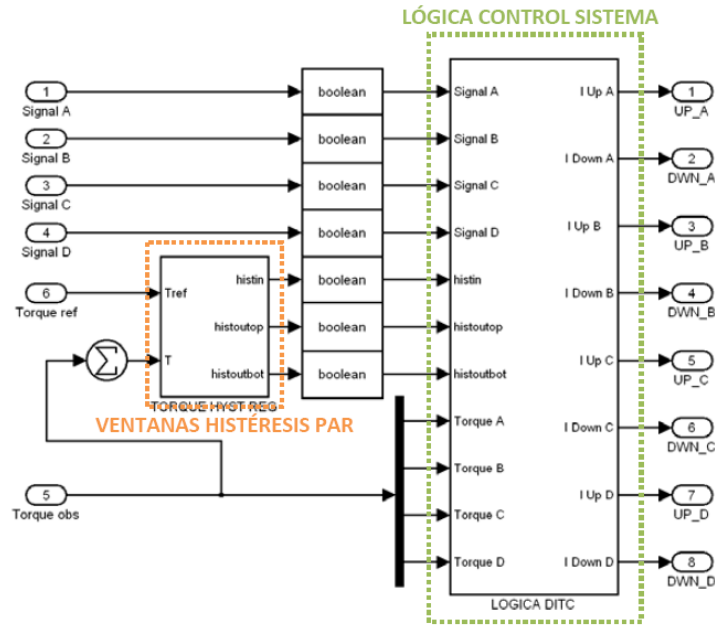 LÓGICA CONTROL SISTEMA
1
Signal A
2
Signal B
3
Signal C
4
Signal D
6
Torque ref
5
Torque obs
Σ
Tref
T
histin
histoutop
histoutbot
TORQUE HYST REG
VENTANAS HISTÉRESIS PAR
boolean
boolean
boolean
boolean
boolean
boolean
boolean
Signal A
Signal B
Signal C
Signal D
histin
histoutop
histoutbot
Torque A
Torque B
Torque C
Torque D
I Up A
I Down A
I Up B
I Down B
I Up C
I Down C
I Up D
I Down D
LOGICA DITC
1
UP_A
2
DWN_A
3
UP_B
4
DWN_B
5
UP_C
6
DWN_C
7
UP_D
8
DWN_D